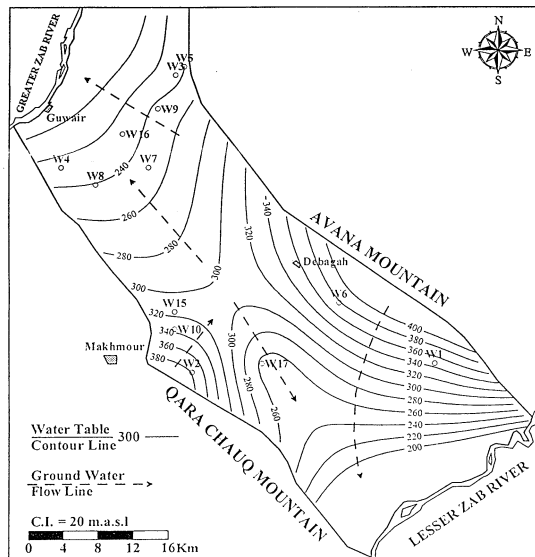 N
W E
S
GREATER ZAB RIVER
Guwair
W5
W3
W9
W16
W4
W7
240
W8
260
280
280
300
300
340
320
AVANA MOUNTAIN
Debagah
W6
400
380
W1
360
340
320
300
280
260
240
220
200
W15
320
W10
340
360
380
W2
Makhmour
300
280
W17
260
QARA CHAUQ MOUNTAIN
LESSER ZAB RIVER
Water Table
Contour Line 300
Ground Water
Flow Line
C.I. = 20 m.a.s.l
0 4 8 12 16Km